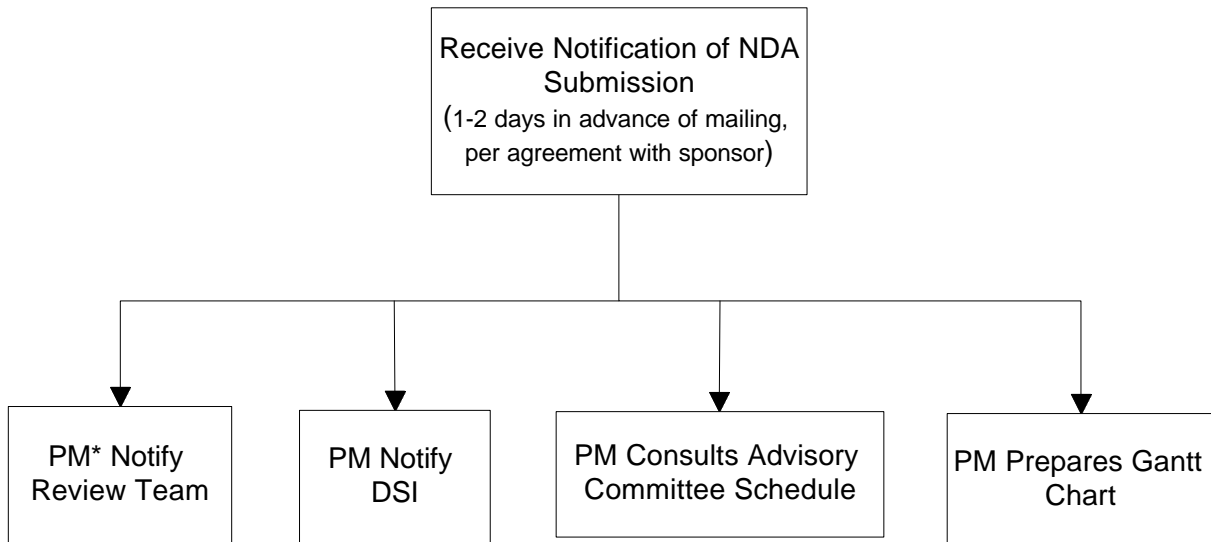 Receive Notification of NDA
Submission
(1-2 days in advance of mailing,
per agreement with sponsor)
PM* Notify
Review Team
PM Notify
DSI
PM Consults Advisory
Committee Schedule
PM Prepares Gantt
Chart